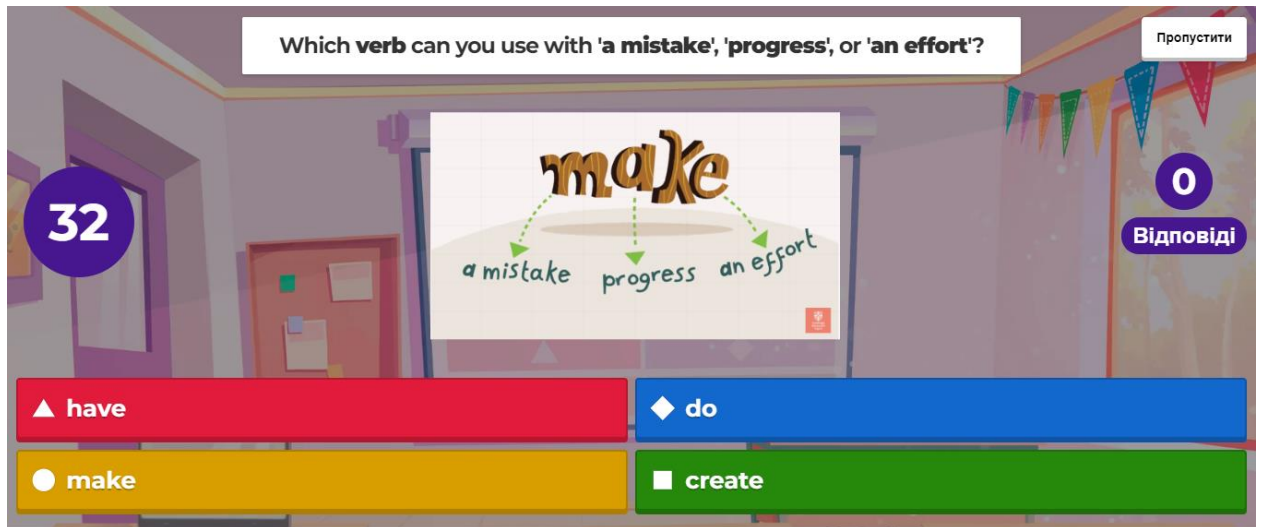 Which verb can you use with 'a mistake', 'progress', or 'an effort'?
Пропустити
make
a mistake progress an effort
32
0
Відповіді
have
do
make
create